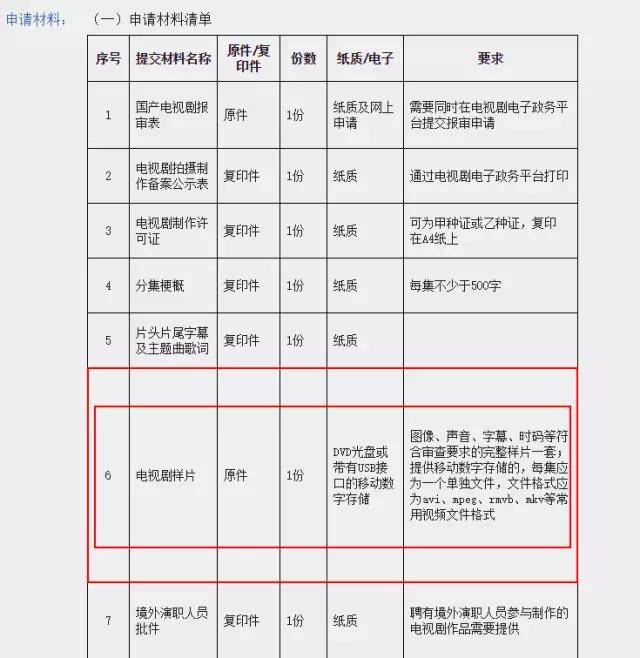 申请材料： （一）申请材料清单
序号 提交材料名称 原件/复印件 份数 纸质/电子 要求
1 国产电视剧报审表 原件 1份 纸质及网上申请 需要同时在电视剧电子政务平台提交报审申请
2 电视剧拍摄制作备案公示表 复印件 1份 纸质 通过电视剧电子政务平台打印
3 电视剧制作许可证 复印件 1份 纸质 可为甲种证或乙种证，复印在A4纸上
4 分集梗概 复印件 1份 纸质 每集不少于500字
5 片头片尾字幕及主题曲歌词 复印件 1份 纸质
6 电视剧样片 原件 1份 DVD光盘或带有USB接口的移动数字存储 图像、声音、字幕、时码等符合审查要求的完整样片一套；提供移动数字存储的，每集应为一个单独文件，文件格式应为avi、mpeg、rmvb、mkv等常用视频文件格式
7 境外演职人员批件 复印件 1份 纸质 聘有境外演职人员参与制作的电视剧作品需要提供